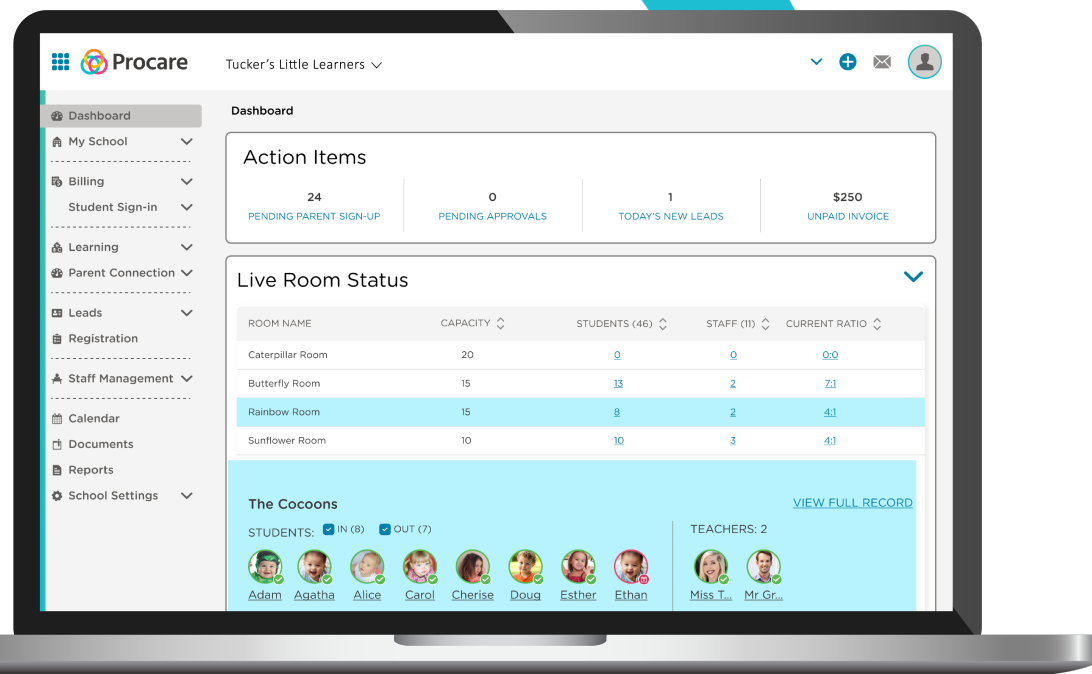 Procare
Tucker's Little Learners
Dashboard
My School
Billing
Student Sign-in
Learning
Parent Connection
Leads
Registration
Staff Management
Calendar
Documents
Reports
School Settings
Dashboard
Action Items
24 0 1 $250
PENDING PARENT SIGN-UP PENDING APPROVALS TODAY'S NEW LEADS UNPAID INVOICE
Live Room Status
ROOM NAME CAPACITY STUDENTS (46) STAFF (11) CURRENT RATIO
Caterpillar Room 20 0 0 0:0
Butterfly Room 15 13 2 7:1
Rainbow Room 15 8 2 4:1
Sunflower Room 10 10 3 4:1
The Cocoons VIEW FULL RECORD
STUDENTS: IN (8) OUT (7) TEACHERS: 2
Adam Agatha Alice Carol Cherise Doug Esther Ethan Miss T... Mr Gr...